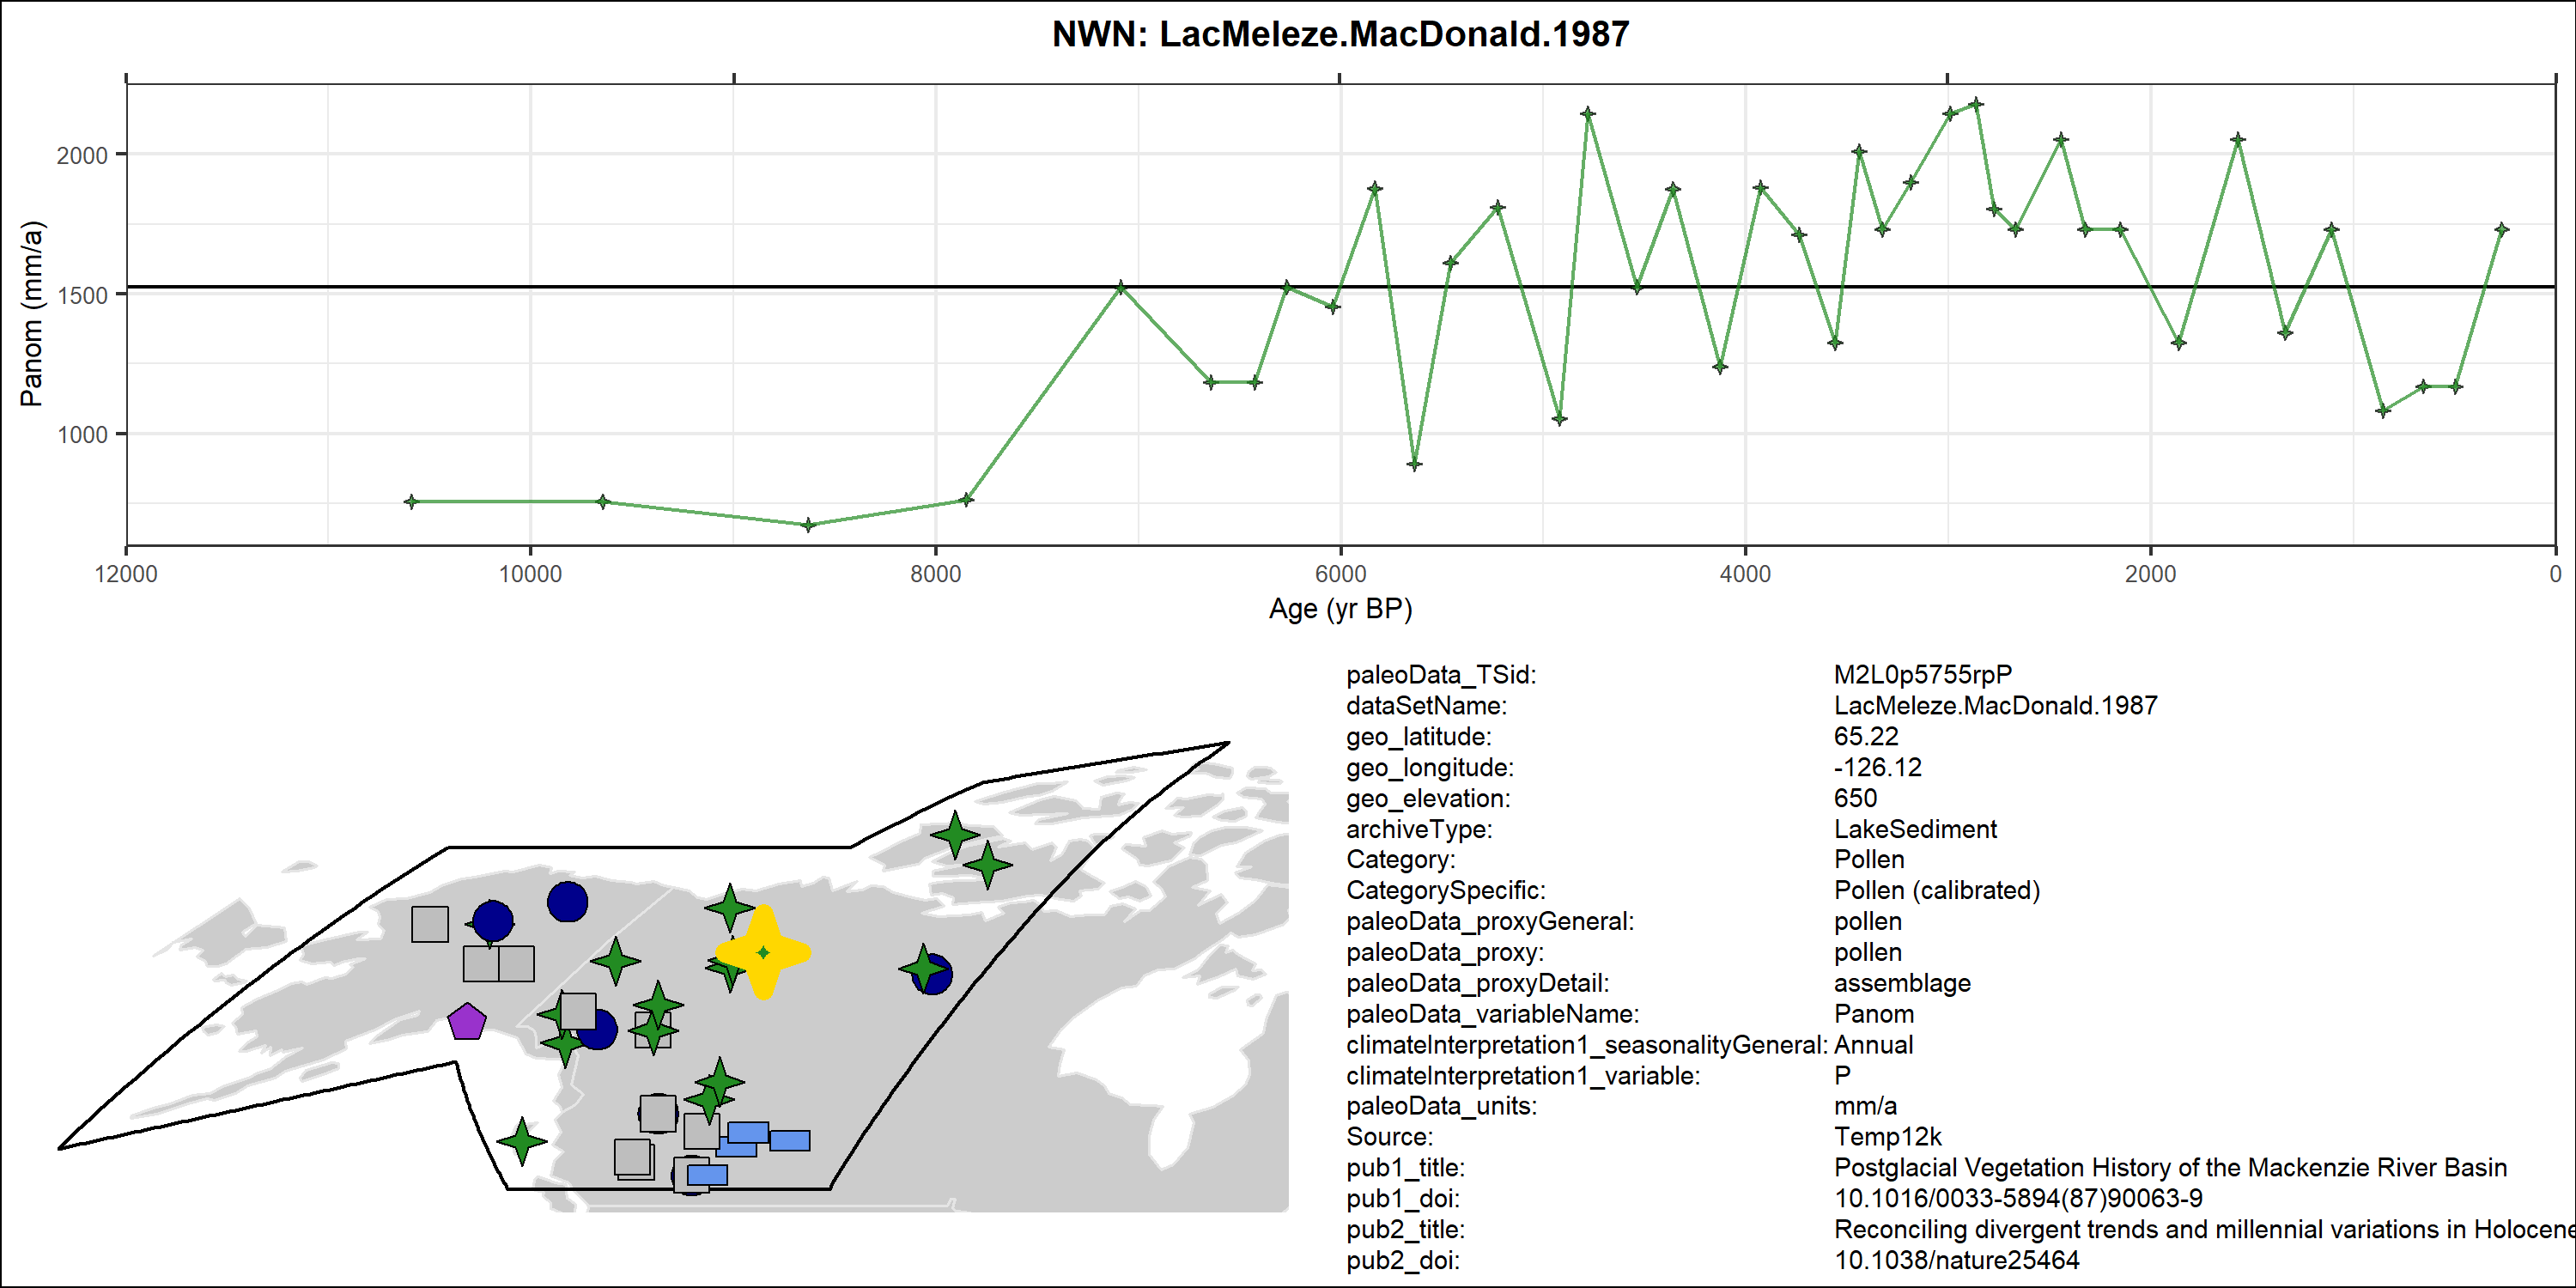 NWN: LacMeleze.MacDonald.1987
Panom (mm/a)
2000
1500
1000
12000 10000 8000 6000 4000 2000 0
Age (yr BP)
paleoData_TSid: M2L0p5755rpP
dataSetName: LacMeleze.MacDonald.1987
geo_latitude: 65.22
geo_longitude: -126.12
geo_elevation: 650
archiveType: LakeSediment
Category: Pollen
CategorySpecific: Pollen (calibrated)
paleoData_proxyGeneral: pollen
paleoData_proxy: pollen
paleoData_proxyDetail: assemblage
paleoData_variableName: Panom
climateInterpretation1_seasonalityGeneral: Annual
climateInterpretation1_variable: P
paleoData_units: mm/a
Source: Temp12k
pub1_title: Postglacial Vegetation History of the Mackenzie River Basin
pub1_doi: 10.1016/0033-5894(87)90063-9
pub2_title: Reconciling divergent trends and millennial variations in Holocene
pub2_doi: 10.1038/nature25464